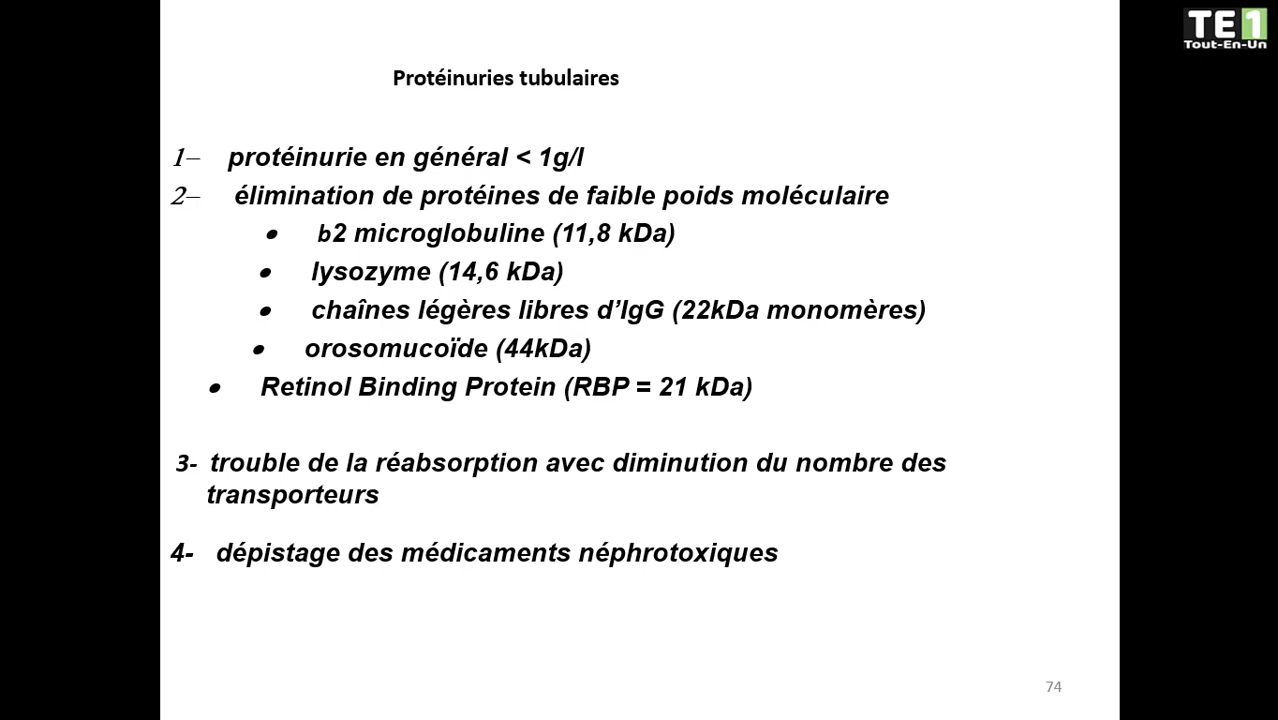 TE1
Tout-En-Un
Protéinuries tubulaires
1– protéinurie en général < 1g/l
2– élimination de protéines de faible poids moléculaire
• b2 microglobuline (11,8 kDa)
• lysozyme (14,6 kDa)
• chaînes légères libres d’IgG (22kDa monomères)
• orosomucoïde (44kDa)
• Retinol Binding Protein (RBP = 21 kDa)
3- trouble de la réabsorption avec diminution du nombre des
transporteurs
4- dépistage des médicaments néphrotoxiques
74